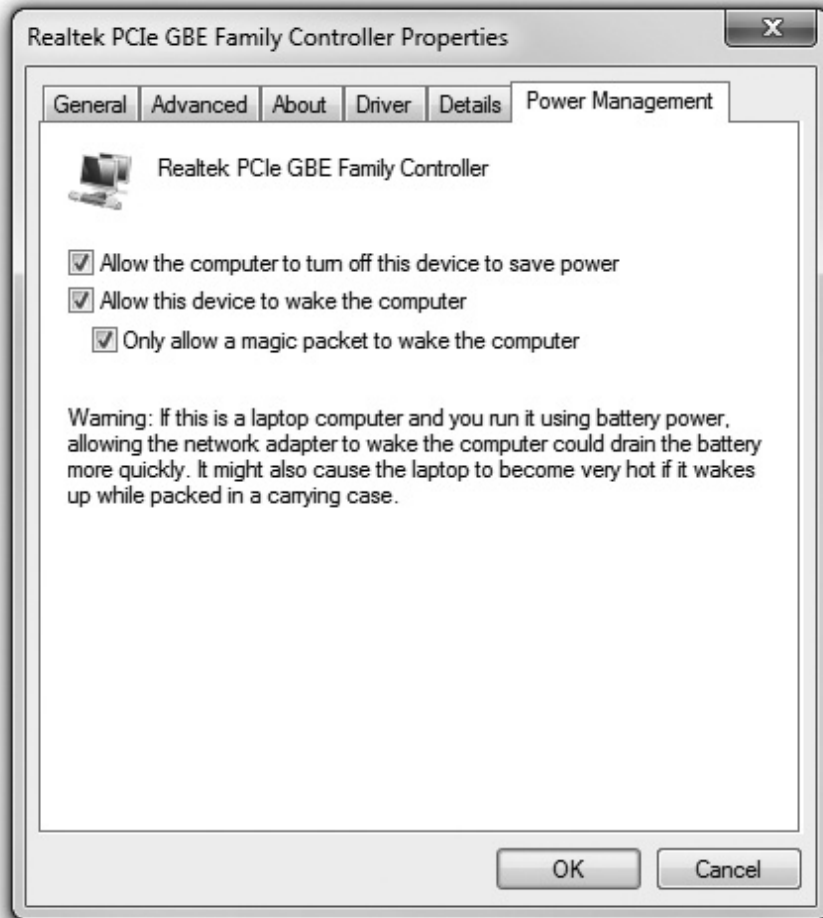 Realtek PCIe GBE Family Controller Properties
X
General Advanced About Driver Details Power Management
Realtek PCIe GBE Family Controller
Allow the computer to turn off this device to save power
Allow this device to wake the computer
Only allow a magic packet to wake the computer
Warning: If this is a laptop computer and you run it using battery power,
allowing the network adapter to wake the computer could drain the battery
more quickly. It might also cause the laptop to become very hot if it wakes
up while packed in a carrying case.
OK Cancel